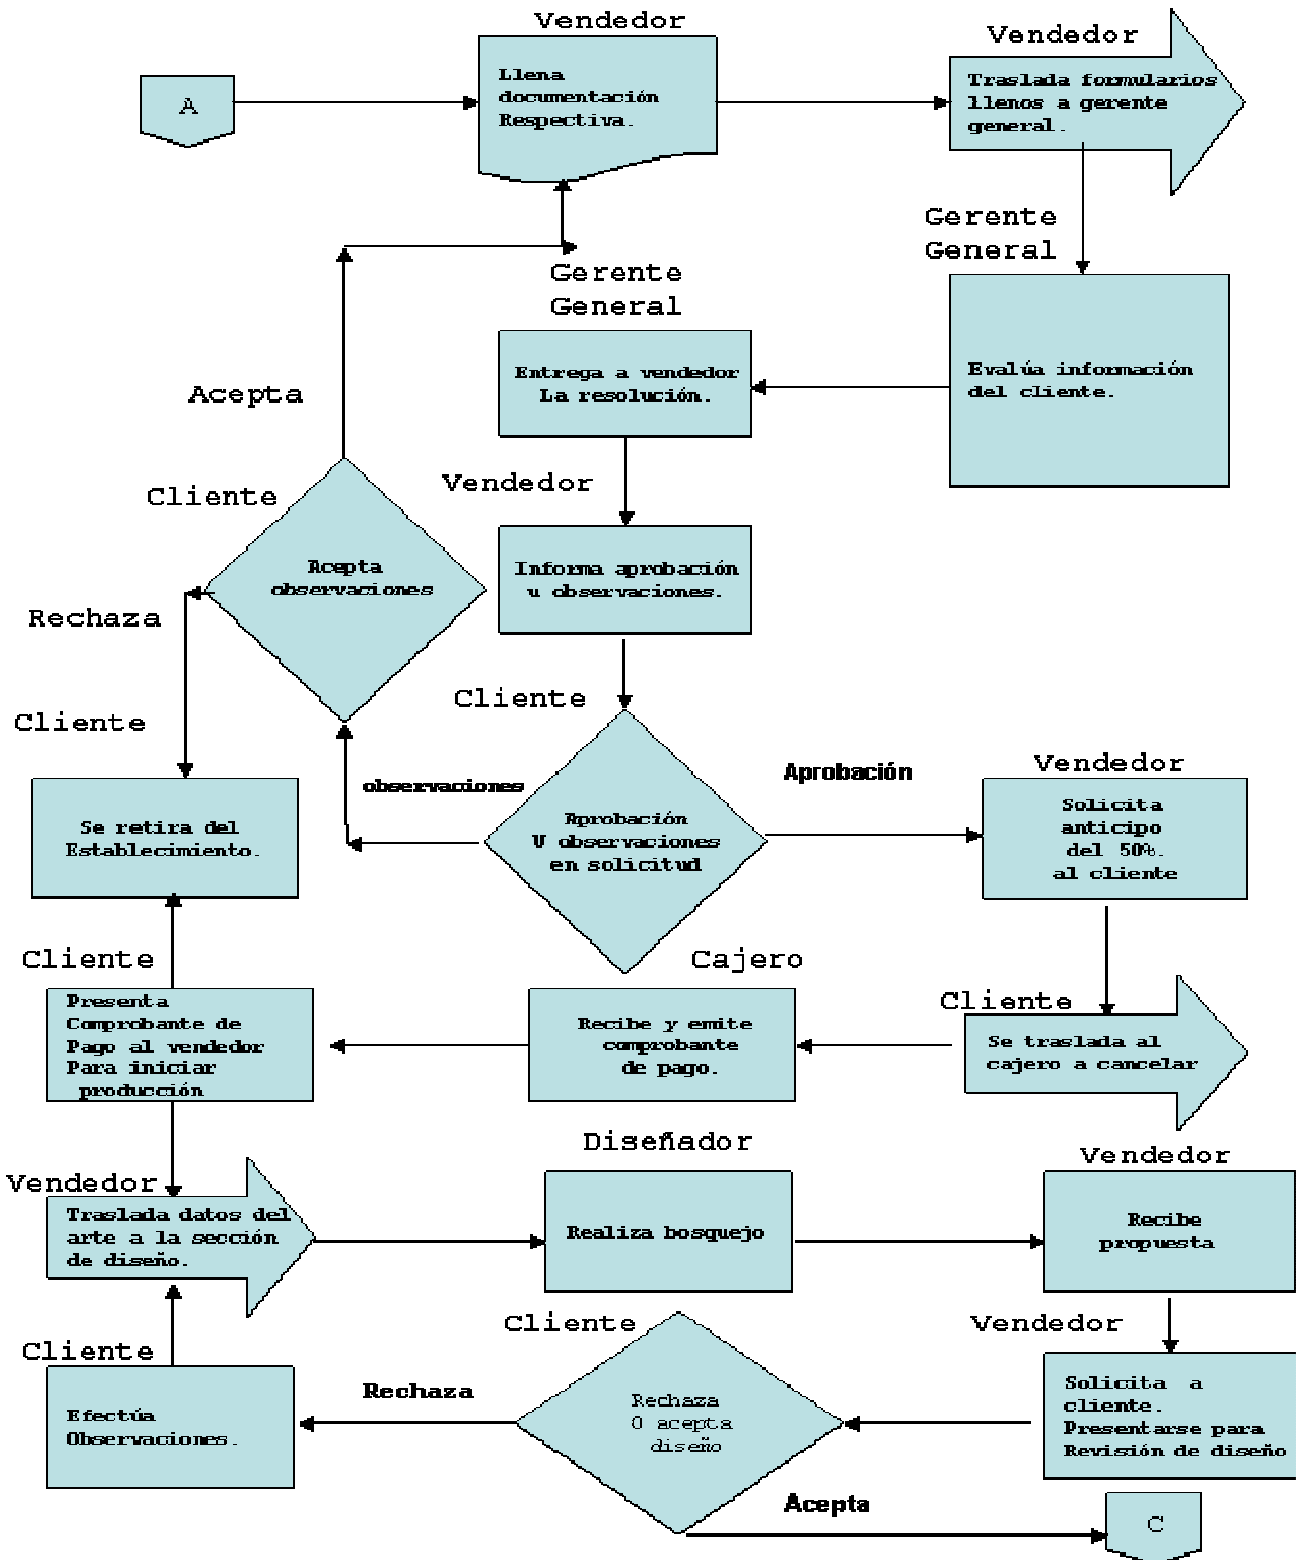 Vendedor
A
Llena
documentación
Respectiva.
Vendedor
Traslada formularios
llenos a gerente
general.
Gerente
General
Evalúa información
del cliente.
Gerente
General
Entrega a vendedor
La resolución.
Vendedor
Informa aprobación
u observaciones.
Acepta
Cliente
Acepta
observaciones
Rechaza
Cliente
Se retira del
Establecimiento.
Cliente
observaciones
Aprobación
U observaciones
en solicitud
Aprobación
Vendedor
Solicita
anticipo
del 50%.
al cliente
Cliente
Se traslada al
cajero a cancelar
Cajero
Recibe y emite
comprobante
de pago.
Cliente
Presenta
Comprobante de
Pago al vendedor
Para iniciar
producción
Vendedor
Traslada datos del
arte a la sección
de diseño.
Diseñador
Realiza bosquejo
Vendedor
Recibe
propuesta
Vendedor
Solicita a
cliente.
Presentarse para
Revisión de diseño
Cliente
Rechaza
O acepta
diseño
Rechaza
Cliente
Efectúa
Observaciones.
Acepta
C